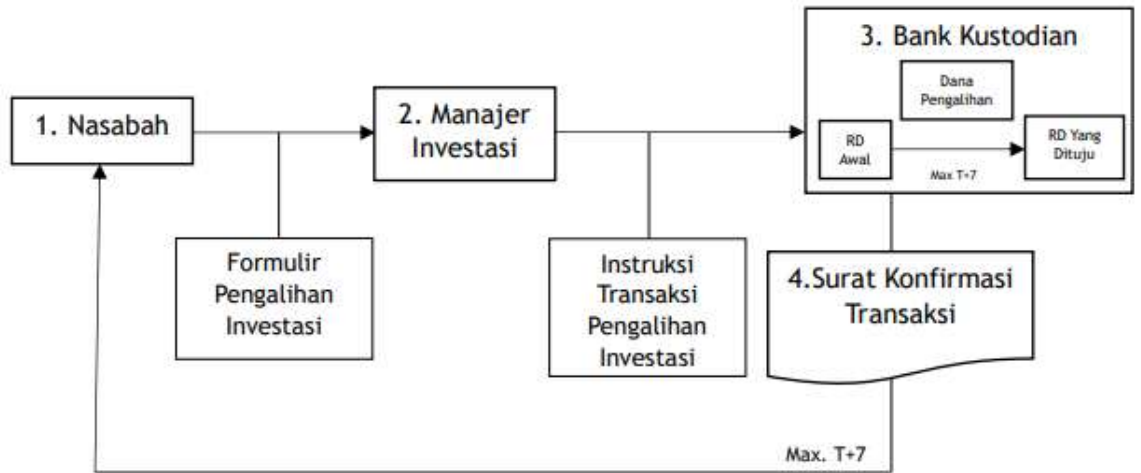 1. Nasabah
Formulir
Pengalihan
Investasi
2. Manajer
Investasi
Instruksi
Transaksi
Pengalihan
Investasi
3. Bank Kustodian
Dana
Pengalihan
RD
Awal
Max T+7
RD Yang
Dituju
4.Surat Konfirmasi
Transaksi
Max. T+7